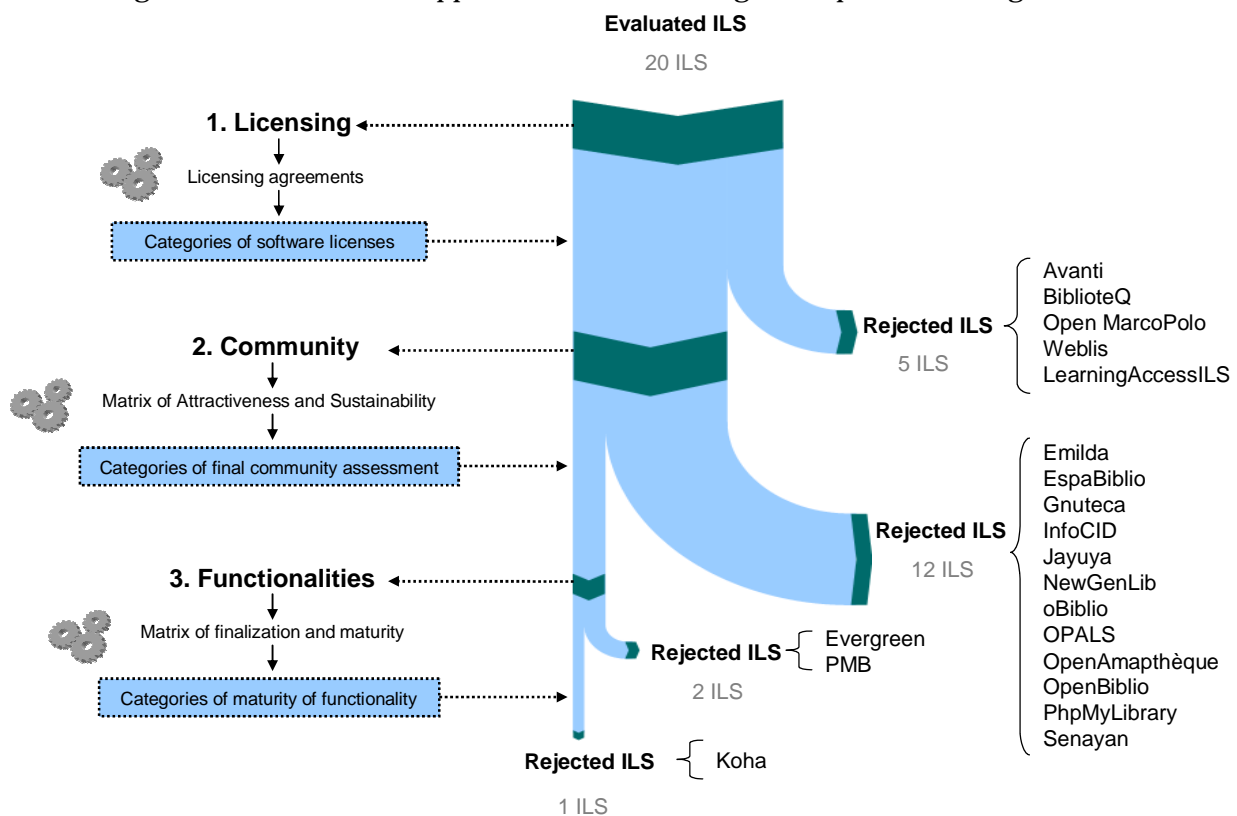 Evaluated ILS
20 ILS
1. Licensing
Licensing agreements
Categories of software licenses
Rejected ILS
5 ILS
Avanti
BiblioteQ
Open MarcoPolo
Weblis
LearningAccessILS
2. Community
Matrix of Attractiveness and Sustainability
Categories of final community assessment
Rejected ILS
12 ILS
Emilda
EspaBiblio
Gnuteca
InfoCID
Jayuya
NewGenLib
oBiblio
OPALS
OpenAmapthèque
OpenBiblio
PhpMyLibrary
Senayan
3. Functionalities
Matrix of finalization and maturity
Categories of maturity of functionality
Rejected ILS
2 ILS
Evergreen
PMB
Rejected ILS
1 ILS
Koha